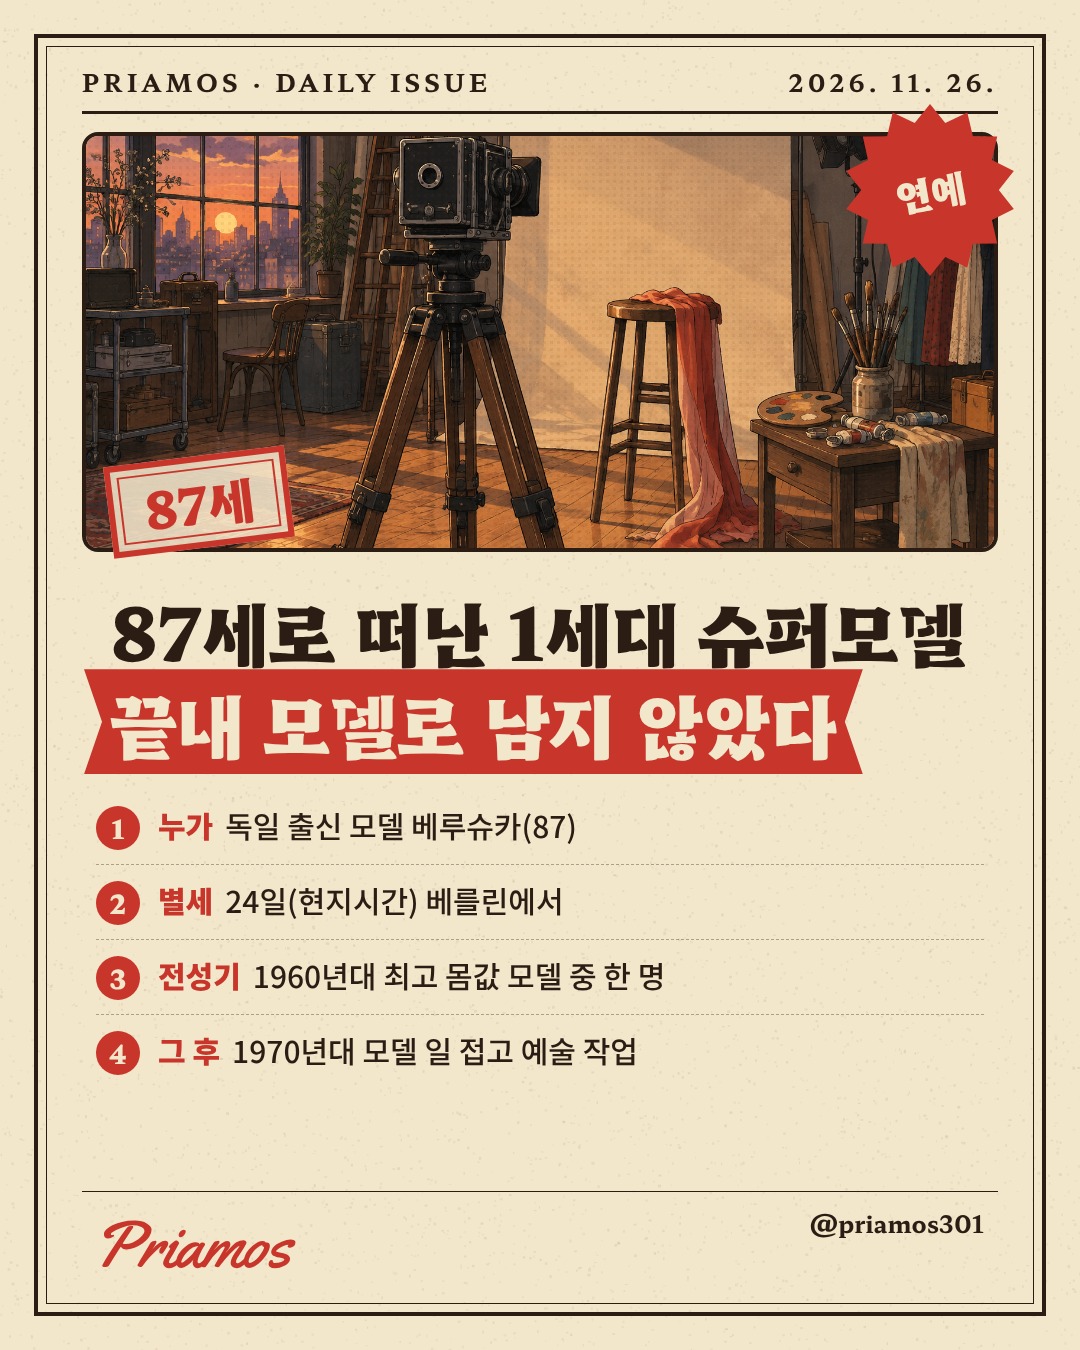 PRIAMOS · DAILY ISSUE
2026. 11. 26.
연예
87세
87세로 떠난 1세대 슈퍼모델
끝내 모델로 남지 않았다
1 누가 독일 출신 모델 베루슈카(87)
2 별세 24일(현지시간) 베를린에서
3 전성기 1960년대 최고 몸값 모델 중 한 명
4 그 후 1970년대 모델 일 접고 예술 작업
Priamos
@priamos301